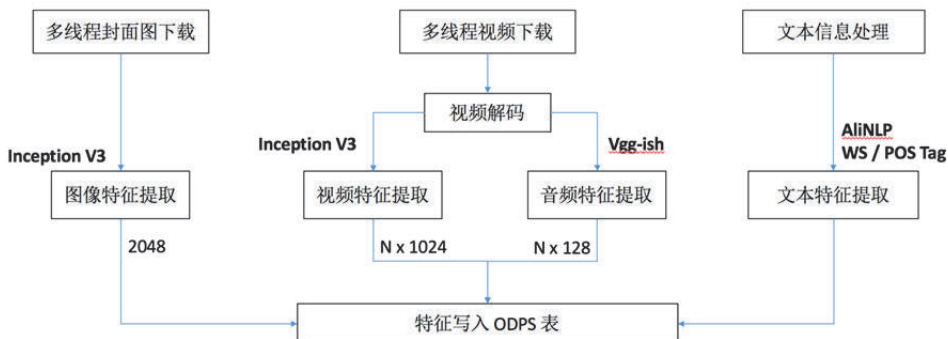 多线程封面图下载
多线程视频下载
文本信息处理
视频解码
Inception V3
Inception V3
Vgg-ish
AliNLP
WS / POS Tag
图像特征提取
视频特征提取
音频特征提取
文本特征提取
2048
N x 1024
N x 128
特征写入 ODPS 表